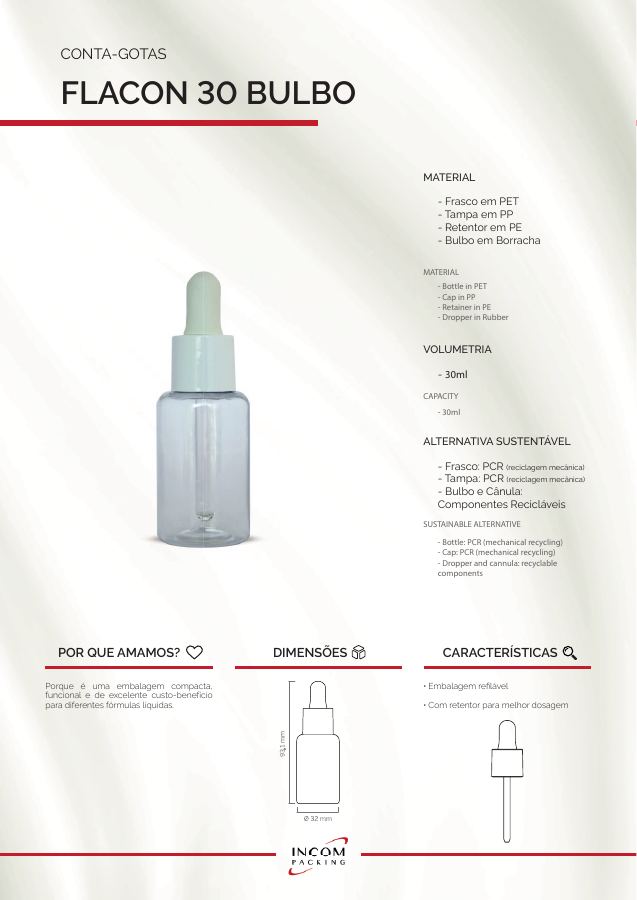 CONTA-GOTAS
FLACON 30 BULBO
MATERIAL
- Frasco em PET
- Tampa em PP
- Retentor em PE
- Bulbo em Borracha
MATERIAL
- Bottle in PET
- Cap in PP
- Retainer in PE
- Dropper in Rubber
VOLUMETRIA
- 30ml
CAPACITY
- 30ml
ALTERNATIVA SUSTENTÁVEL
- Frasco: PCR (reciclagem mecânica)
- Tampa: PCR (reciclagem mecânica)
- Bulbo e Cânula:
Componentes Recicláveis
SUSTAINABLE ALTERNATIVE
- Bottle: PCR (mechanical recycling)
- Cap: PCR (mechanical recycling)
- Dropper and cannula: recyclable
components
POR QUE AMAMOS?
Porque é uma embalagem compacta,
funcional e de excelente custo-benefício
para diferentes fórmulas líquidas.
DIMENSÕES
93,1 mm
Ø 32 mm
CARACTERÍSTICAS
• Embalagem refilável
• Com retentor para melhor dosagem
INCOM
PACKING